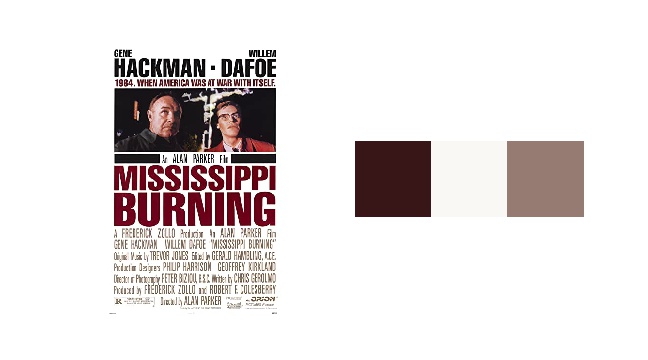 GENE WILLEM
HACKMAN · DAFOE
1964. WHEN AMERICA WAS AT WAR WITH ITSELF.
An ALAN PARKER Film
MISSISSIPPI
BURNING
A FREDERICK ZOLLO Production An ALAN PARKER Film
GENE HACKMAN WILLEM DAFOE "MISSISSIPPI BURNING"
Original Music by TREVOR JONES Edited by GERALD HAMBLING, A.C.E.
Production Designers PHILIP HARRISON GEOFFREY KIRKLAND
Director of Photography PETER BIZIOU, B.S.C. Written by CHRIS GEROLMO
Produced by FREDERICK ZOLLO and ROBERT F. COLESBERRY
R Directed by ALAN PARKER ORION